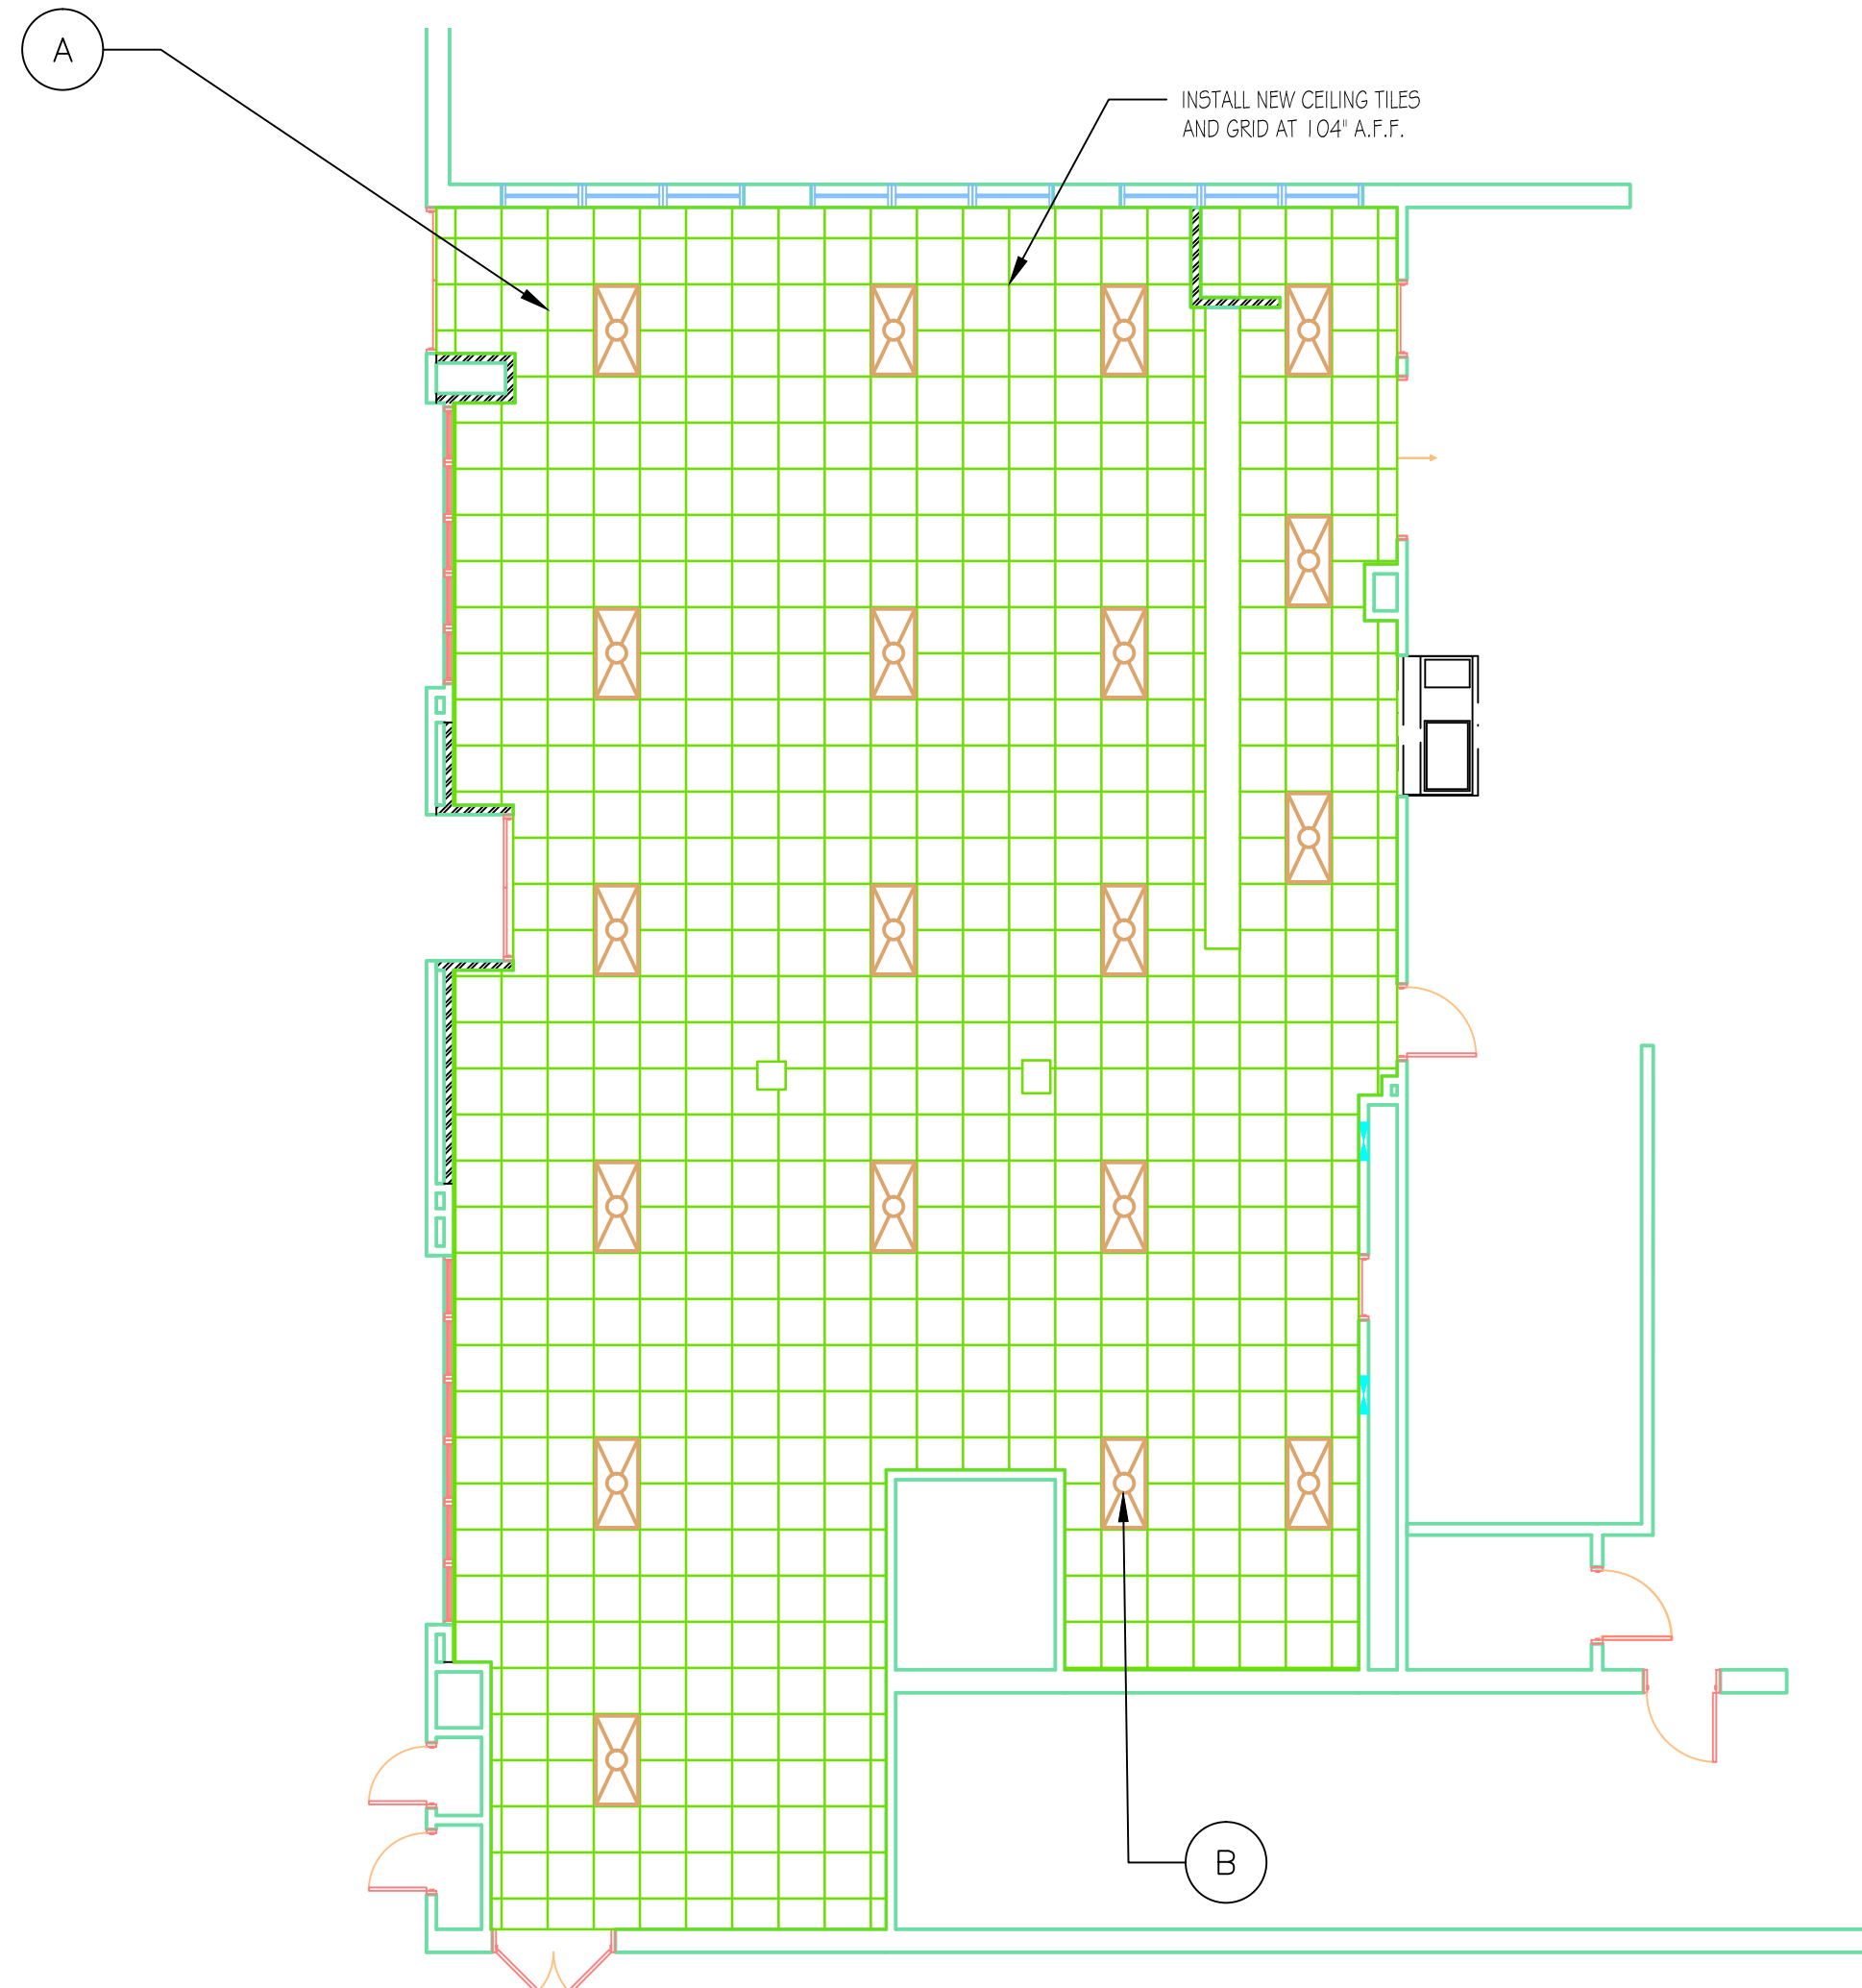 A
INSTALL NEW CEILING TILES
AND GRID AT 104" A.F.F.
B